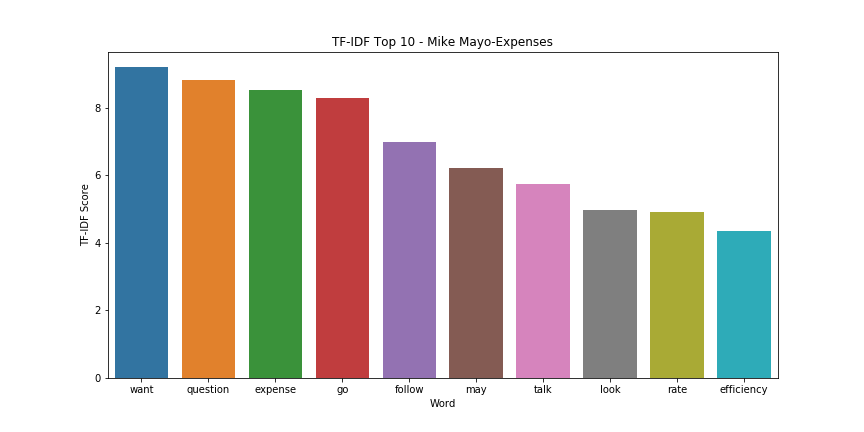 TF-IDF Top 10 - Mike Mayo-Expenses
TF-IDF Score
8
6
4
2
0
want question expense go follow may talk look rate efficiency
Word